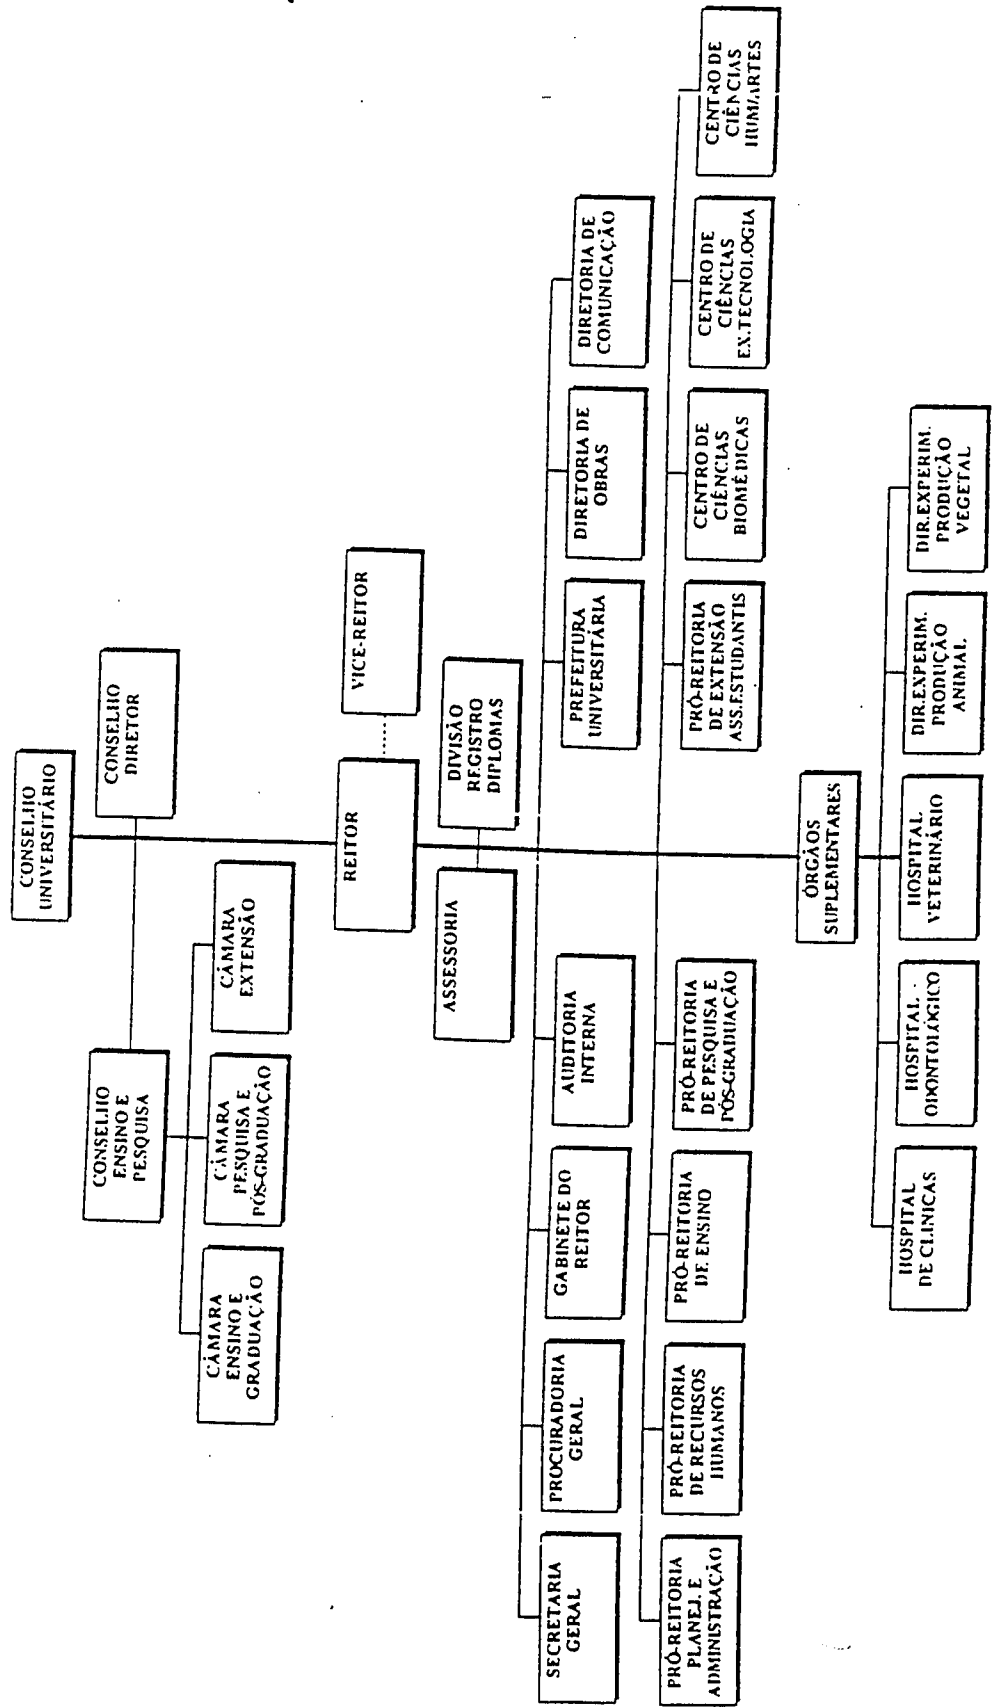 CONSELHO
UNIVERSITÁRIO
CONSELHO
ENSINO E
PESQUISA
CONSELHO
DIRETOR
CÂMARA
ENSINO E
GRADUAÇÃO
CÂMARA
PESQUISA E
PÓS-GRADUAÇÃO
CÂMARA
EXTENSÃO
REITOR
VICE-REITOR
ASSESSORIA
DIVISÃO
REGISTRO
DIPLOMAS
SECRETARIA
GERAL
PROCURADORIA
GERAL
GABINETE DO
REITOR
AUDITORIA
INTERNA
PREFEITURA
UNIVERSITÁRIA
DIRETORIA DE
OBRAS
DIRETORIA DE
COMUNICAÇÃO
PRÓ-REITORIA
PLANEJ. E
ADMINISTRAÇÃO
PRÓ-REITORIA
DE RECURSOS
HUMANOS
PRÓ-REITORIA
DE ENSINO
PRÓ-REITORIA
DE PESQUISA E
PÓS-GRADUAÇÃO
PRÓ-REITORIA
DE EXTENSÃO
ASS.ESTUDANTIS
CENTRO DE
CIÊNCIAS
BIOMÉDICAS
CENTRO DE
CIÊNCIAS
EX.TECNOLOGIA
CENTRO DE
CIÊNCIAS
HUM/ARTES
ÓRGÃOS
SUPLEMENTARES
HOSPITAL
DE CLINICAS
HOSPITAL
ODONTOLÓGICO
HOSPITAL
VETERINÁRIO
DIR.EXPERIM.
PRODUÇÃO
ANIMAL
DIR.EXPERIM.
PRODUÇÃO
VEGETAL